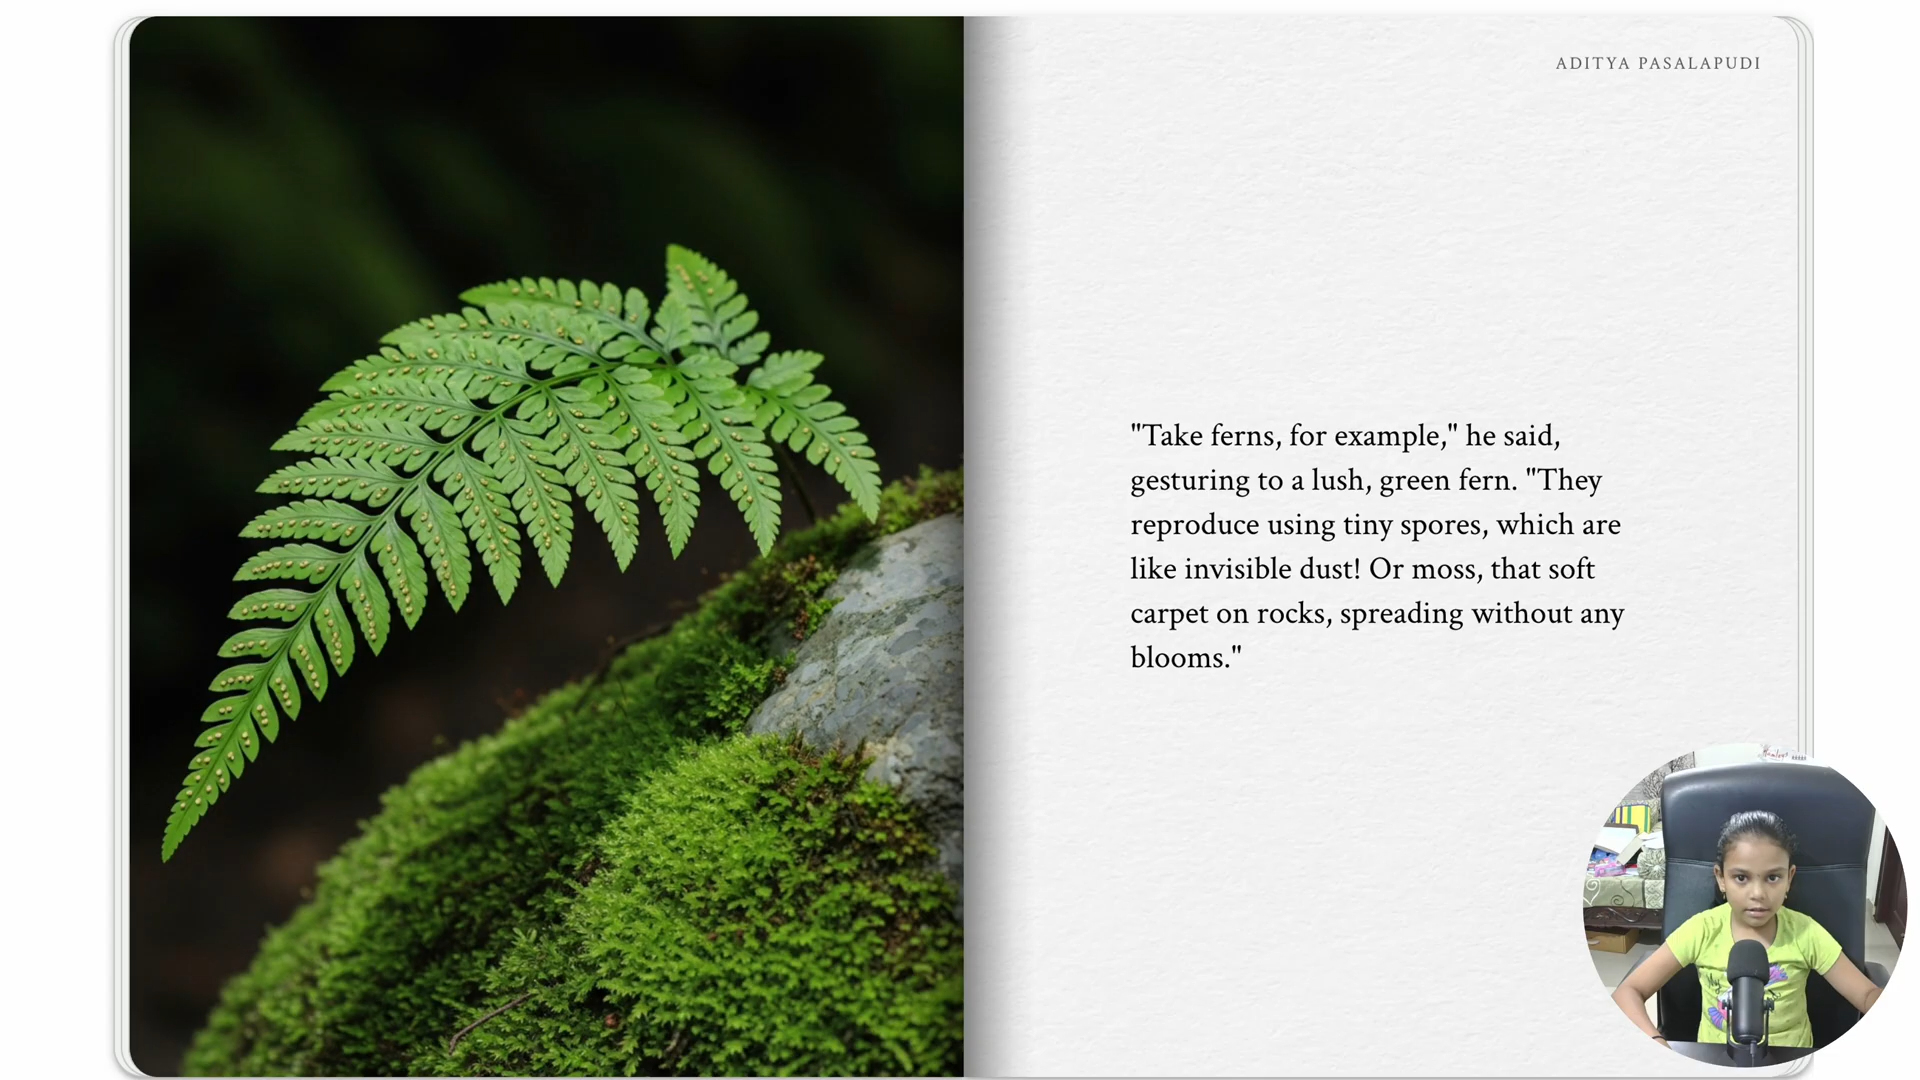 ADITYA PASALAPUDI
"Take ferns, for example," he said,
gesturing to a lush, green fern. "They
reproduce using tiny spores, which are
like invisible dust! Or moss, that soft
carpet on rocks, spreading without any
blooms."